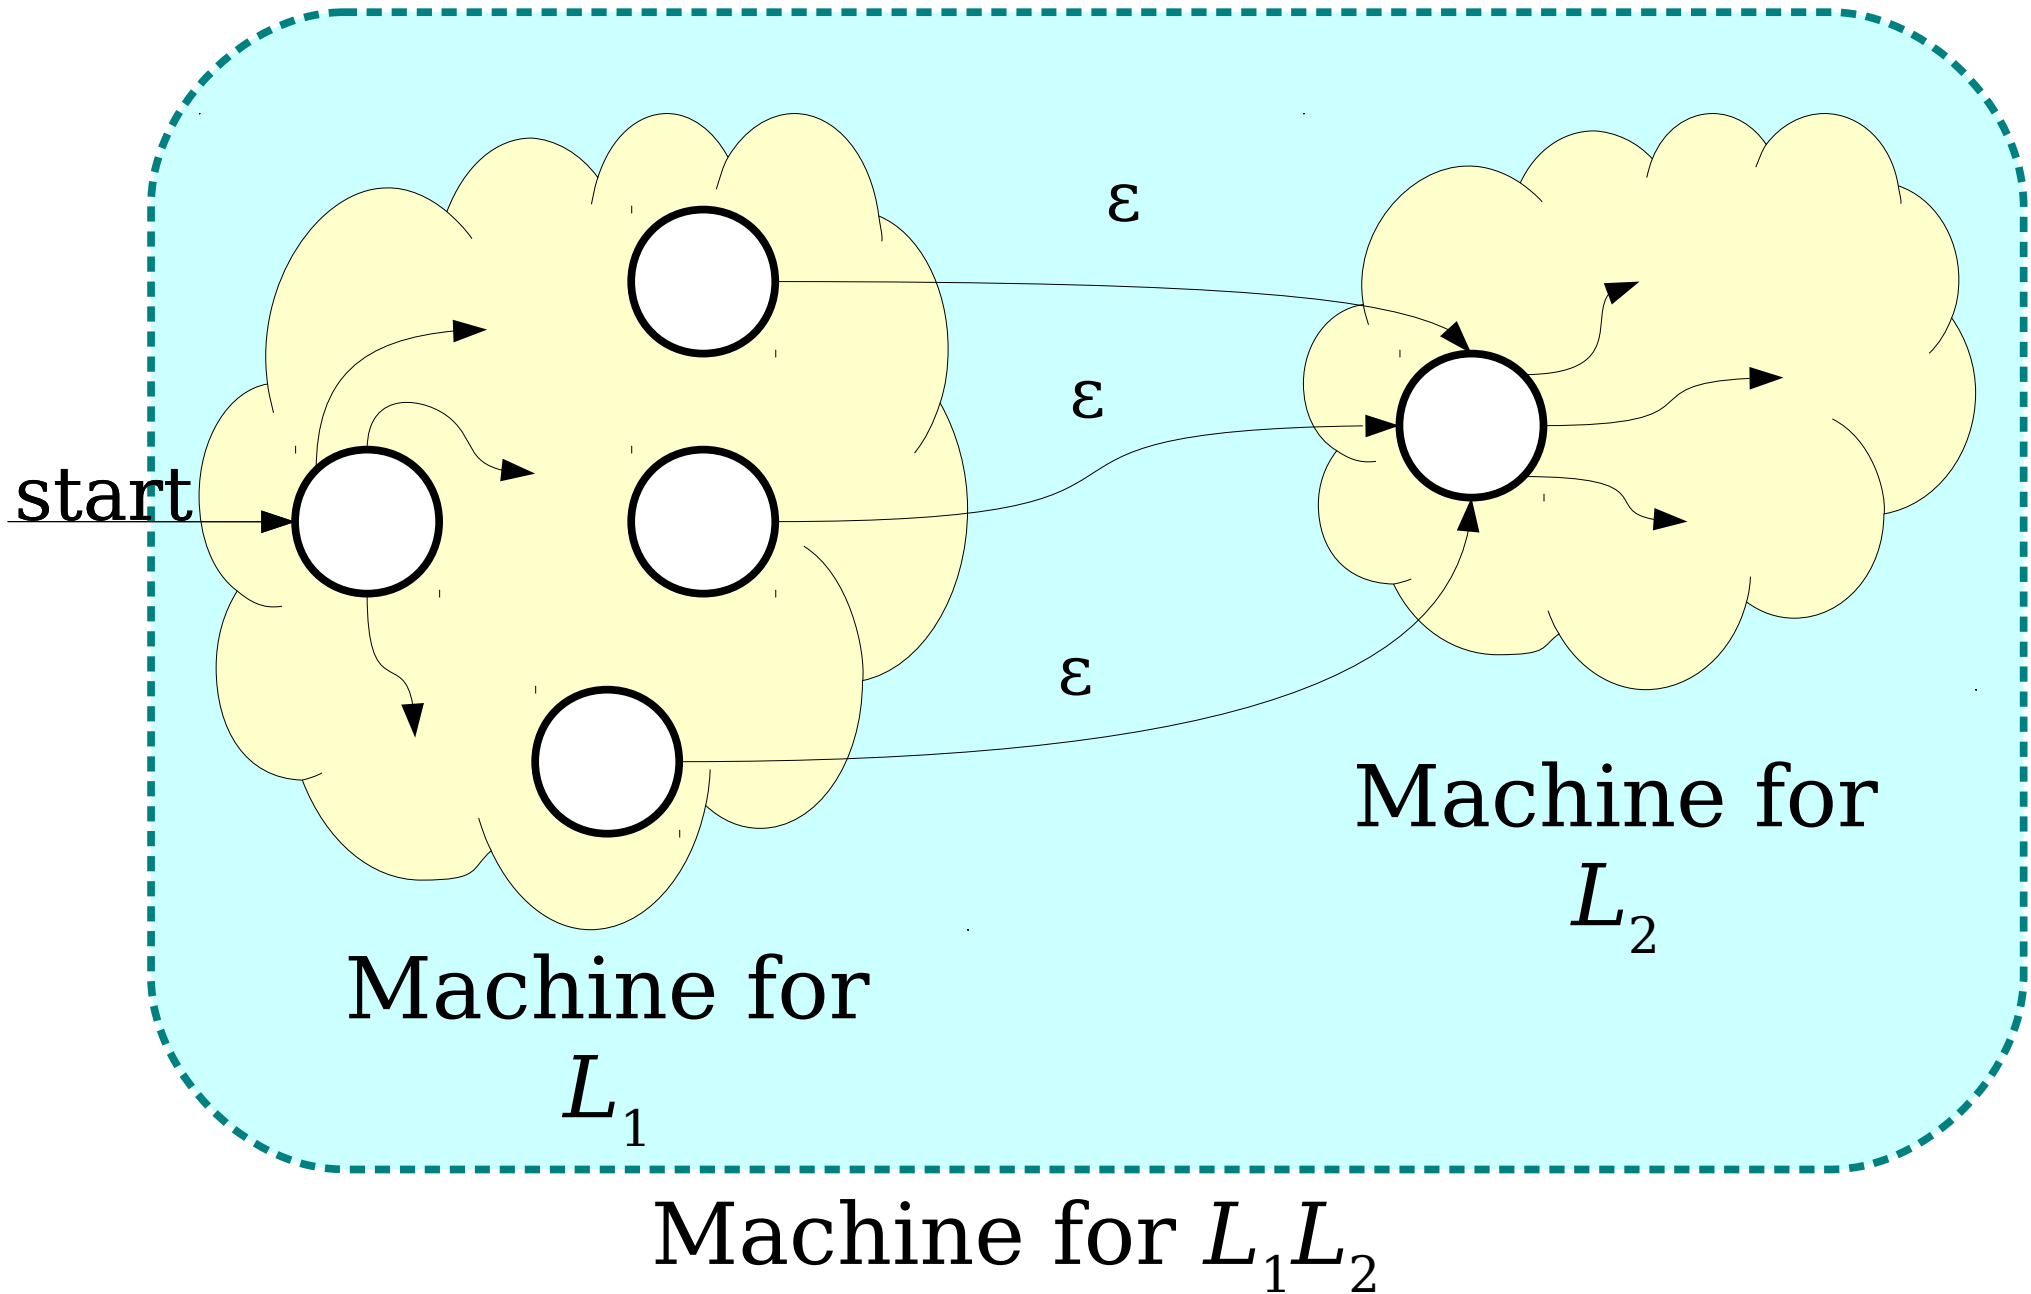 ε
ε
start
ε
Machine for
L₂
Machine for
L₁
Machine for L₁L₂